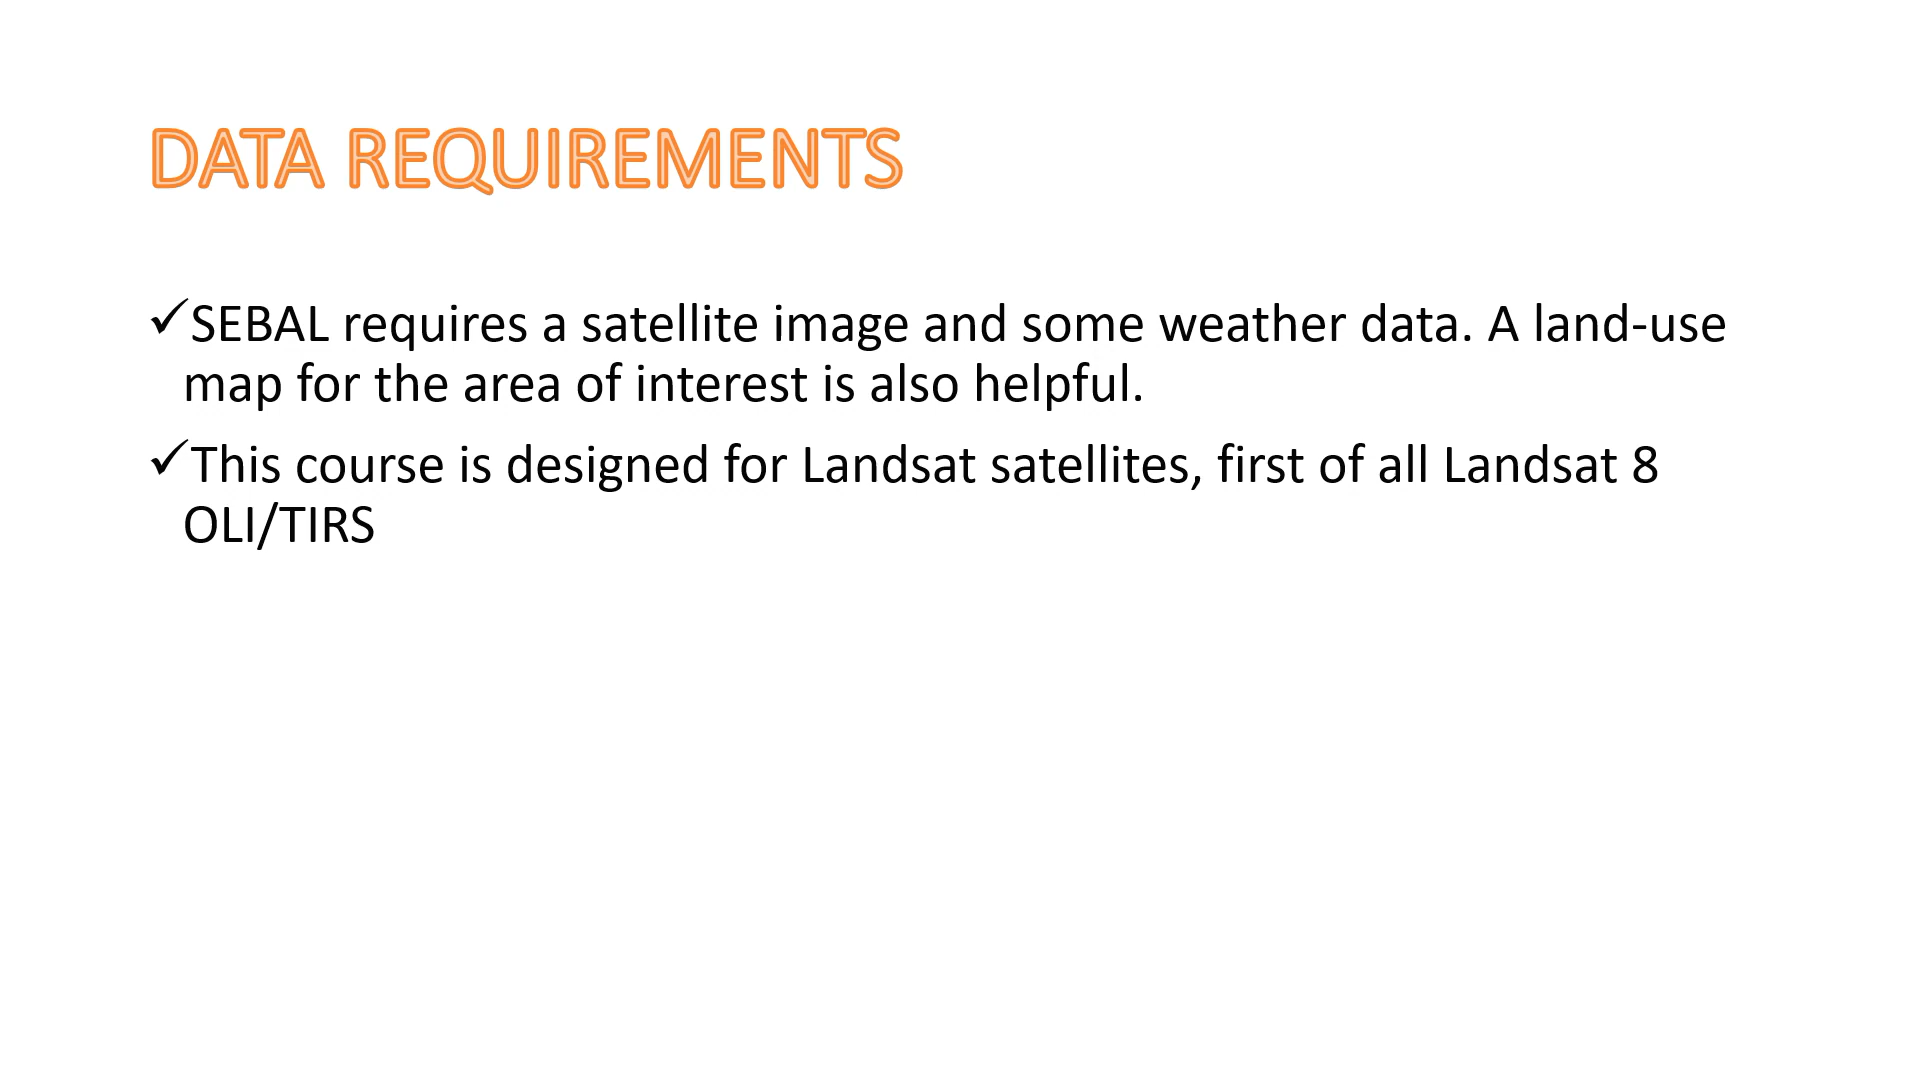 DATA REQUIREMENTS
✓SEBAL requires a satellite image and some weather data. A land-use
map for the area of interest is also helpful.
✓This course is designed for Landsat satellites, first of all Landsat 8
OLI/TIRS